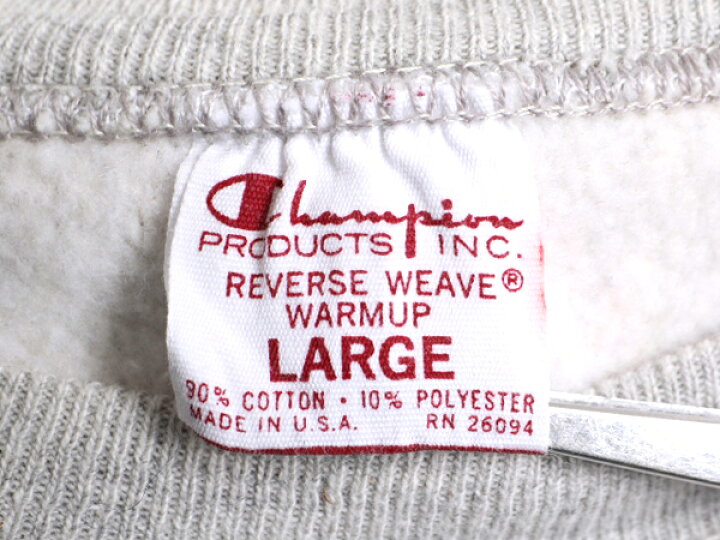 Champion
PRODUCTS INC.
REVERSE WEAVE®
WARMUP
LARGE
90% COTTON · 10% POLYESTER
MADE IN U.S.A. RN 26094